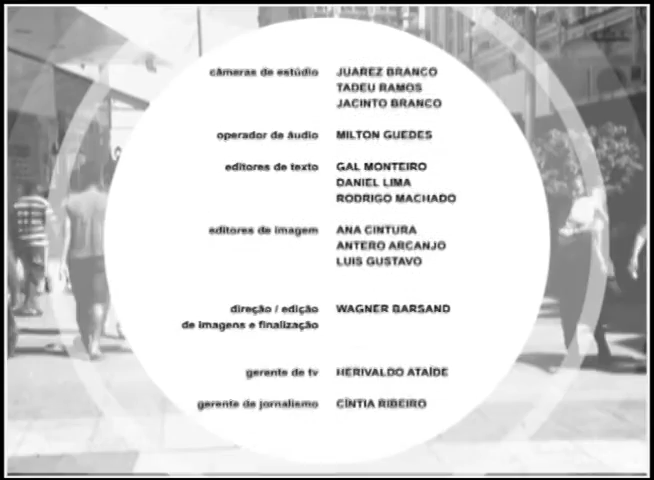 câmeras de estúdio JUAREZ BRANCO
TADEU RAMOS
JACINTO BRANCO
operador de áudio MILTON GUEDES
editores de texto GAL MONTEIRO
DANIEL LIMA
RODRIGO MACHADO
editores de imagem ANA CINTURA
ANTERO ARCANJO
LUIS GUSTAVO
direção / edição WAGNER BARSAND
de imagens e finalização
gerente de tv HERIVALDO ATAÍDE
gerente de jornalismo CÍNTIA RIBEIRO